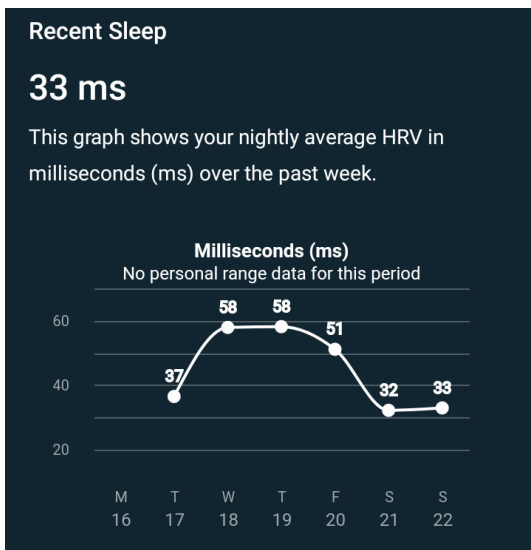 Recent Sleep
33 ms
This graph shows your nightly average HRV in
milliseconds (ms) over the past week.
Milliseconds (ms)
No personal range data for this period
60
40
20
37
58
58
51
32
33
M T W T F S S
16 17 18 19 20 21 22